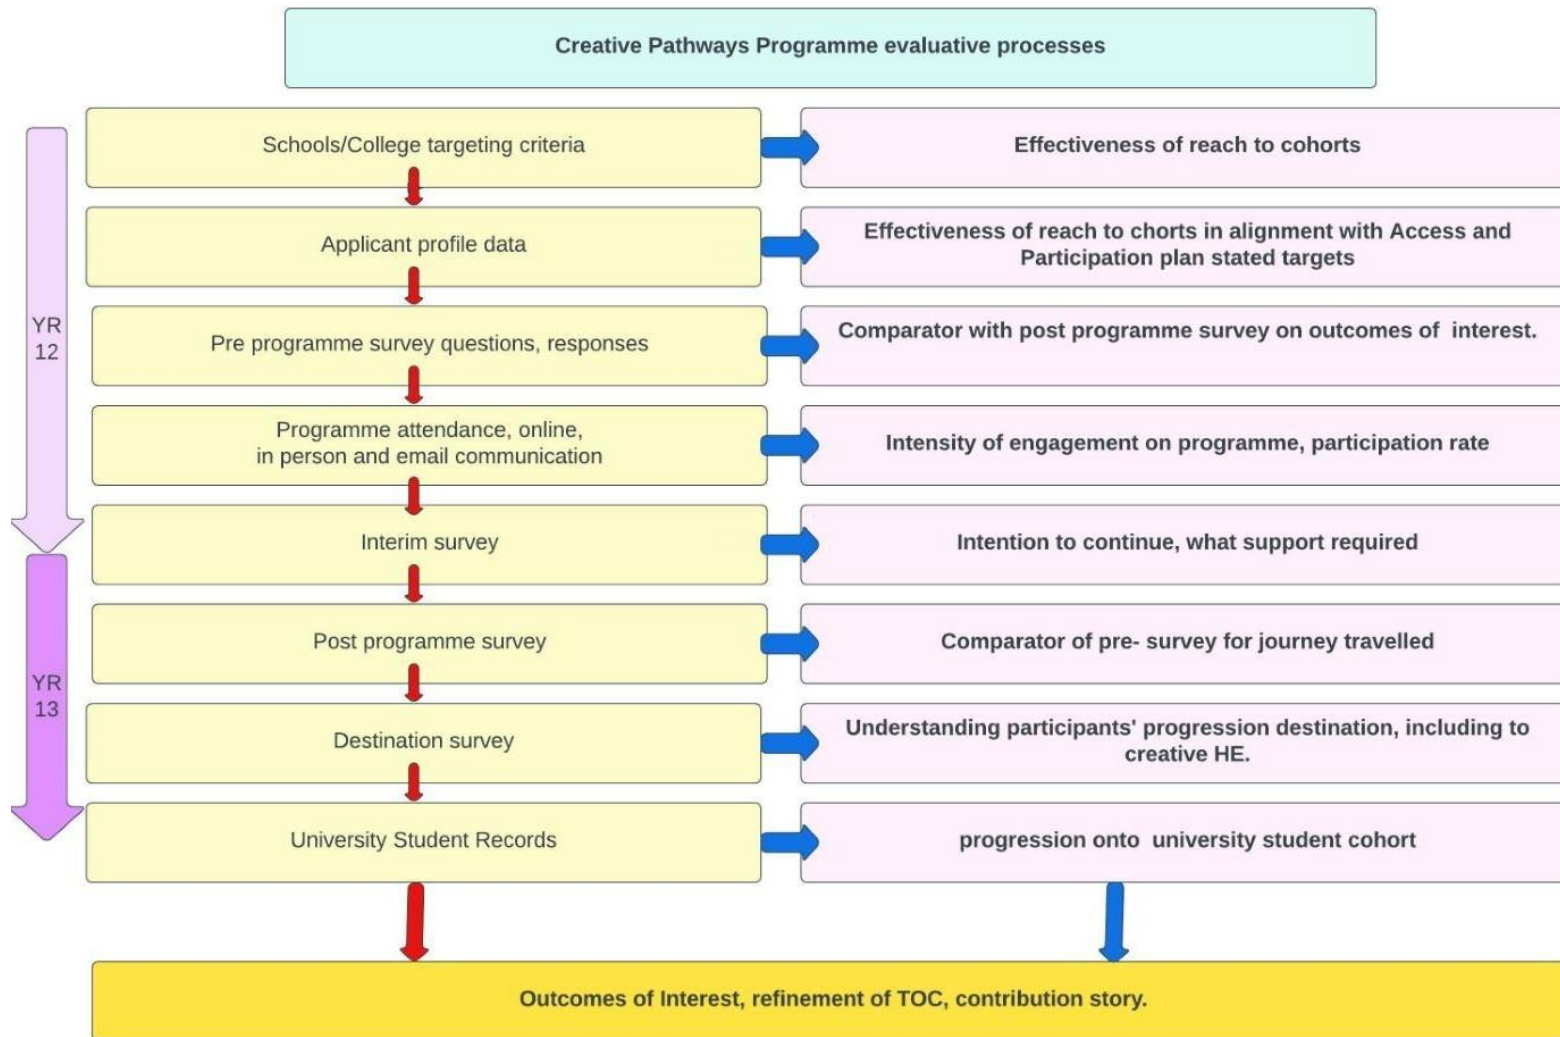 Creative Pathways Programme evaluative processes
Schools/College targeting criteria
Effectiveness of reach to cohorts
Applicant profile data
Effectiveness of reach to chorts in alignment with Access and
Participation plan stated targets
YR
12
Pre programme survey questions, responses
Comparator with post programme survey on outcomes of  interest.
Programme attendance, online,
in person and email communication
Intensity of engagement on programme, participation rate
Interim survey
Intention to continue, what support required
Post programme survey
Comparator of pre- survey for journey travelled
YR
13
Destination survey
Understanding participants' progression destination, including to
creative HE.
University Student Records
progression onto  university student cohort
Outcomes of Interest, refinement of TOC, contribution story.